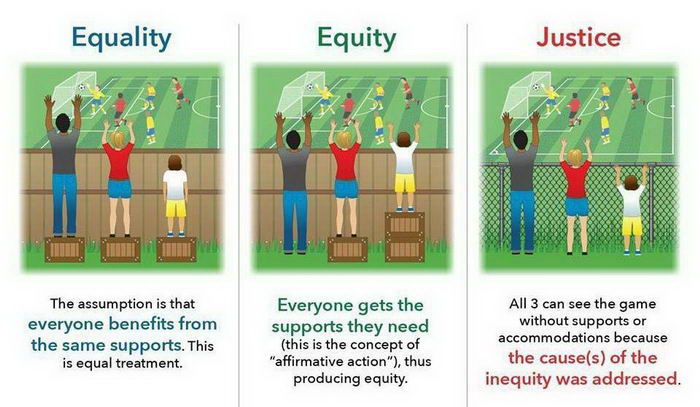 Equality
The assumption is that
everyone benefits from
the same supports. This
is equal treatment.
Equity
Everyone gets the
supports they need
(this is the concept of
"affirmative action"), thus
producing equity.
Justice
All 3 can see the game
without supports or
accommodations because
the cause(s) of the
inequity was addressed.